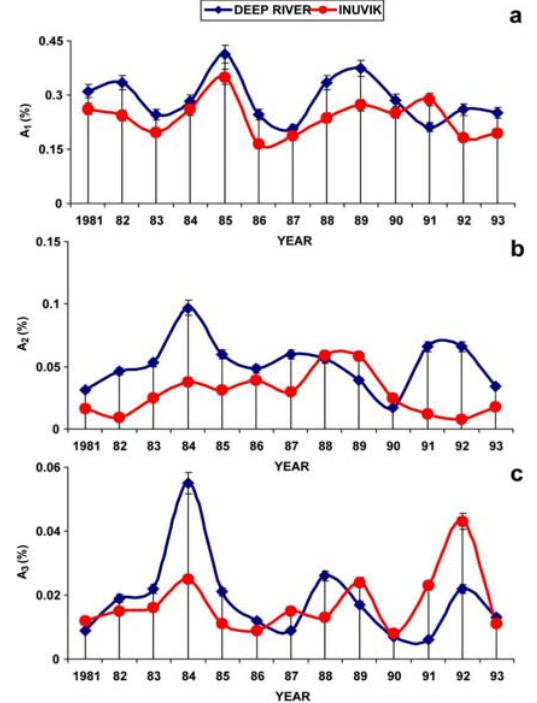 DEEP RIVER INUVIK
a
0.45
0.3
0.15
0
A1 (%)
1981 82 83 84 85 86 87 88 89 90 91 92 93
YEAR
b
0.15
0.1
0.05
0
A2 (%)
1981 82 83 84 85 86 87 88 89 90 91 92 93
YEAR
c
0.06
0.04
0.02
0
A3 (%)
1981 82 83 84 85 86 87 88 89 90 91 92 93
YEAR